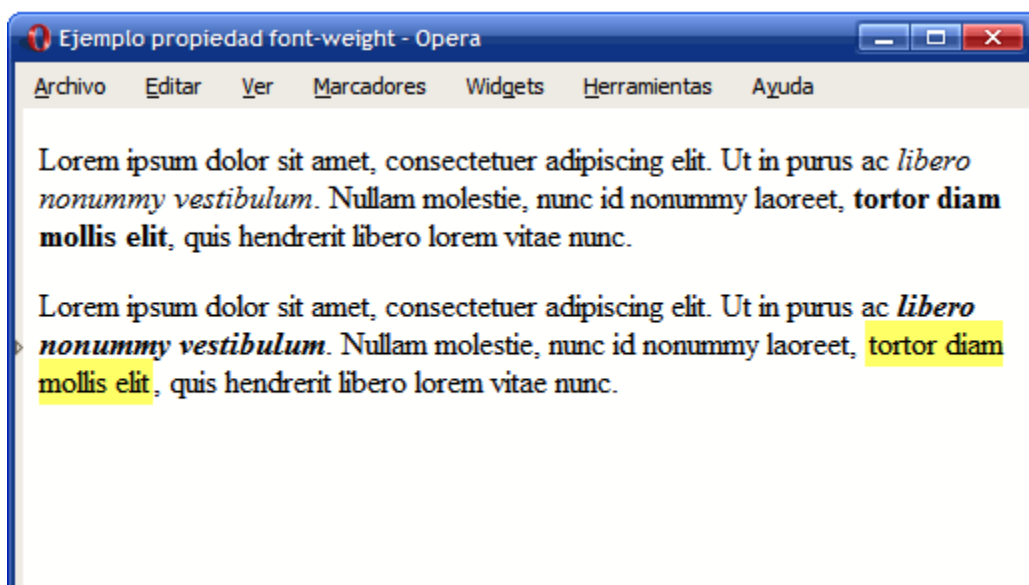 Ejemplo propiedad font-weight - Opera
Archivo Editar Ver Marcadores Widgets Herramientas Ayuda
Lorem ipsum dolor sit amet, consectetuer adipiscing elit. Ut in purus ac libero
nonummy vestibulum. Nullam molestie, nunc id nonummy laoreet, tortor diam
mollis elit, quis hendrerit libero lorem vitae nunc.
Lorem ipsum dolor sit amet, consectetuer adipiscing elit. Ut in purus ac libero
nonummy vestibulum. Nullam molestie, nunc id nonummy laoreet, tortor diam
mollis elit, quis hendrerit libero lorem vitae nunc.